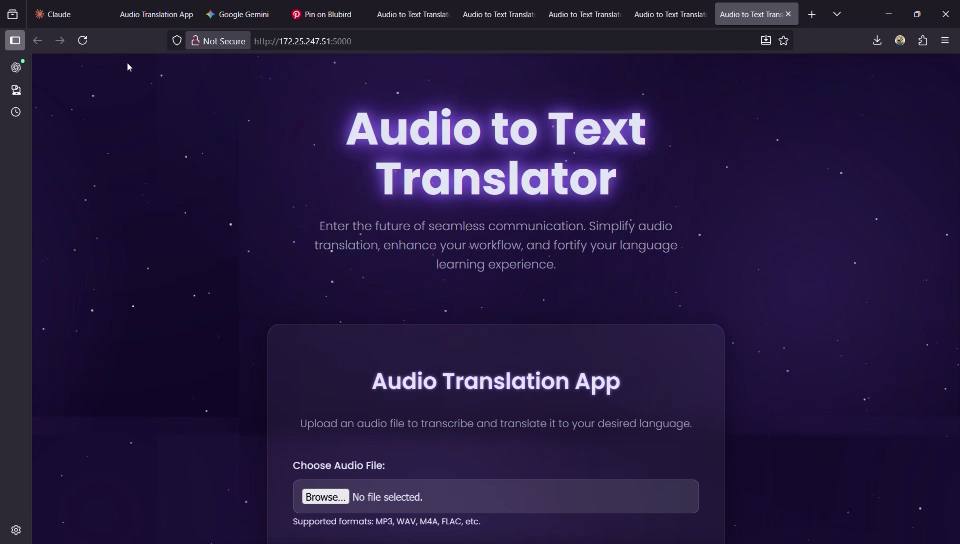 Claude
Audio Translation App
Google Gemini
Pin on Blubird
Audio to Text Translat
Audio to Text Translat
Audio to Text Translat
Audio to Text Translat
Audio to Text Trans
Not Secure
http://172.25.247.51:5000
Audio to Text
Translator
Enter the future of seamless communication. Simplify audio
translation, enhance your workflow, and fortify your language
learning experience.
Audio Translation App
Upload an audio file to transcribe and translate it to your desired language.
Choose Audio File:
Browse... No file selected.
Supported formats: MP3, WAV, M4A, FLAC, etc.